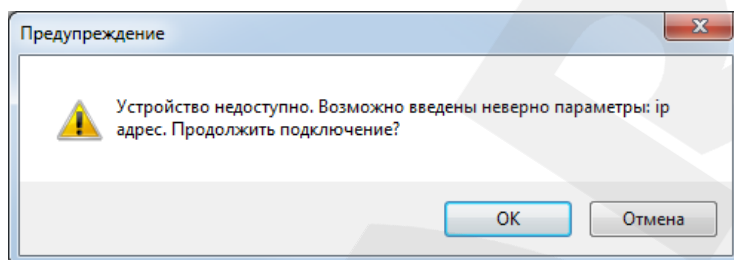 Предупреждение
Устройство недоступно. Возможно введены неверно параметры: ip
адрес. Продолжить подключение?
OK
Отмена